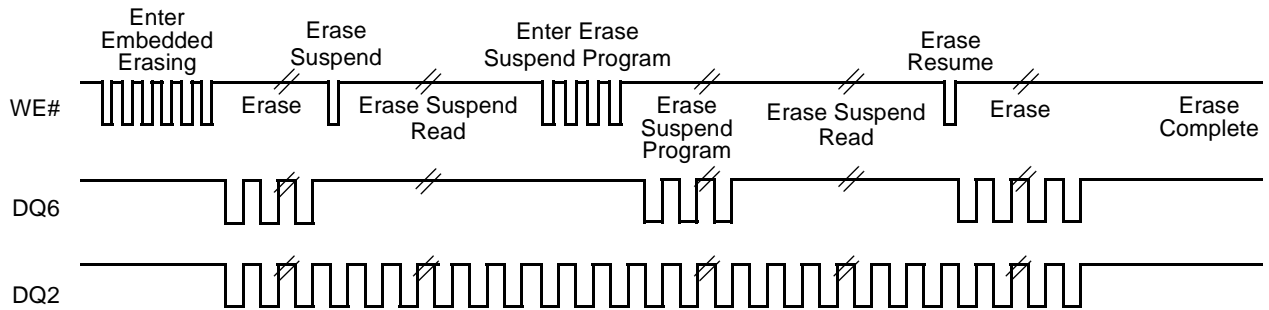 Enter
Embedded
Erasing
Erase
Suspend
Enter Erase
Suspend Program
Erase
Resume
WE#
Erase
Erase Suspend
Read
Erase
Suspend
Program
Erase Suspend
Read
Erase
Erase
Complete
DQ6
DQ2